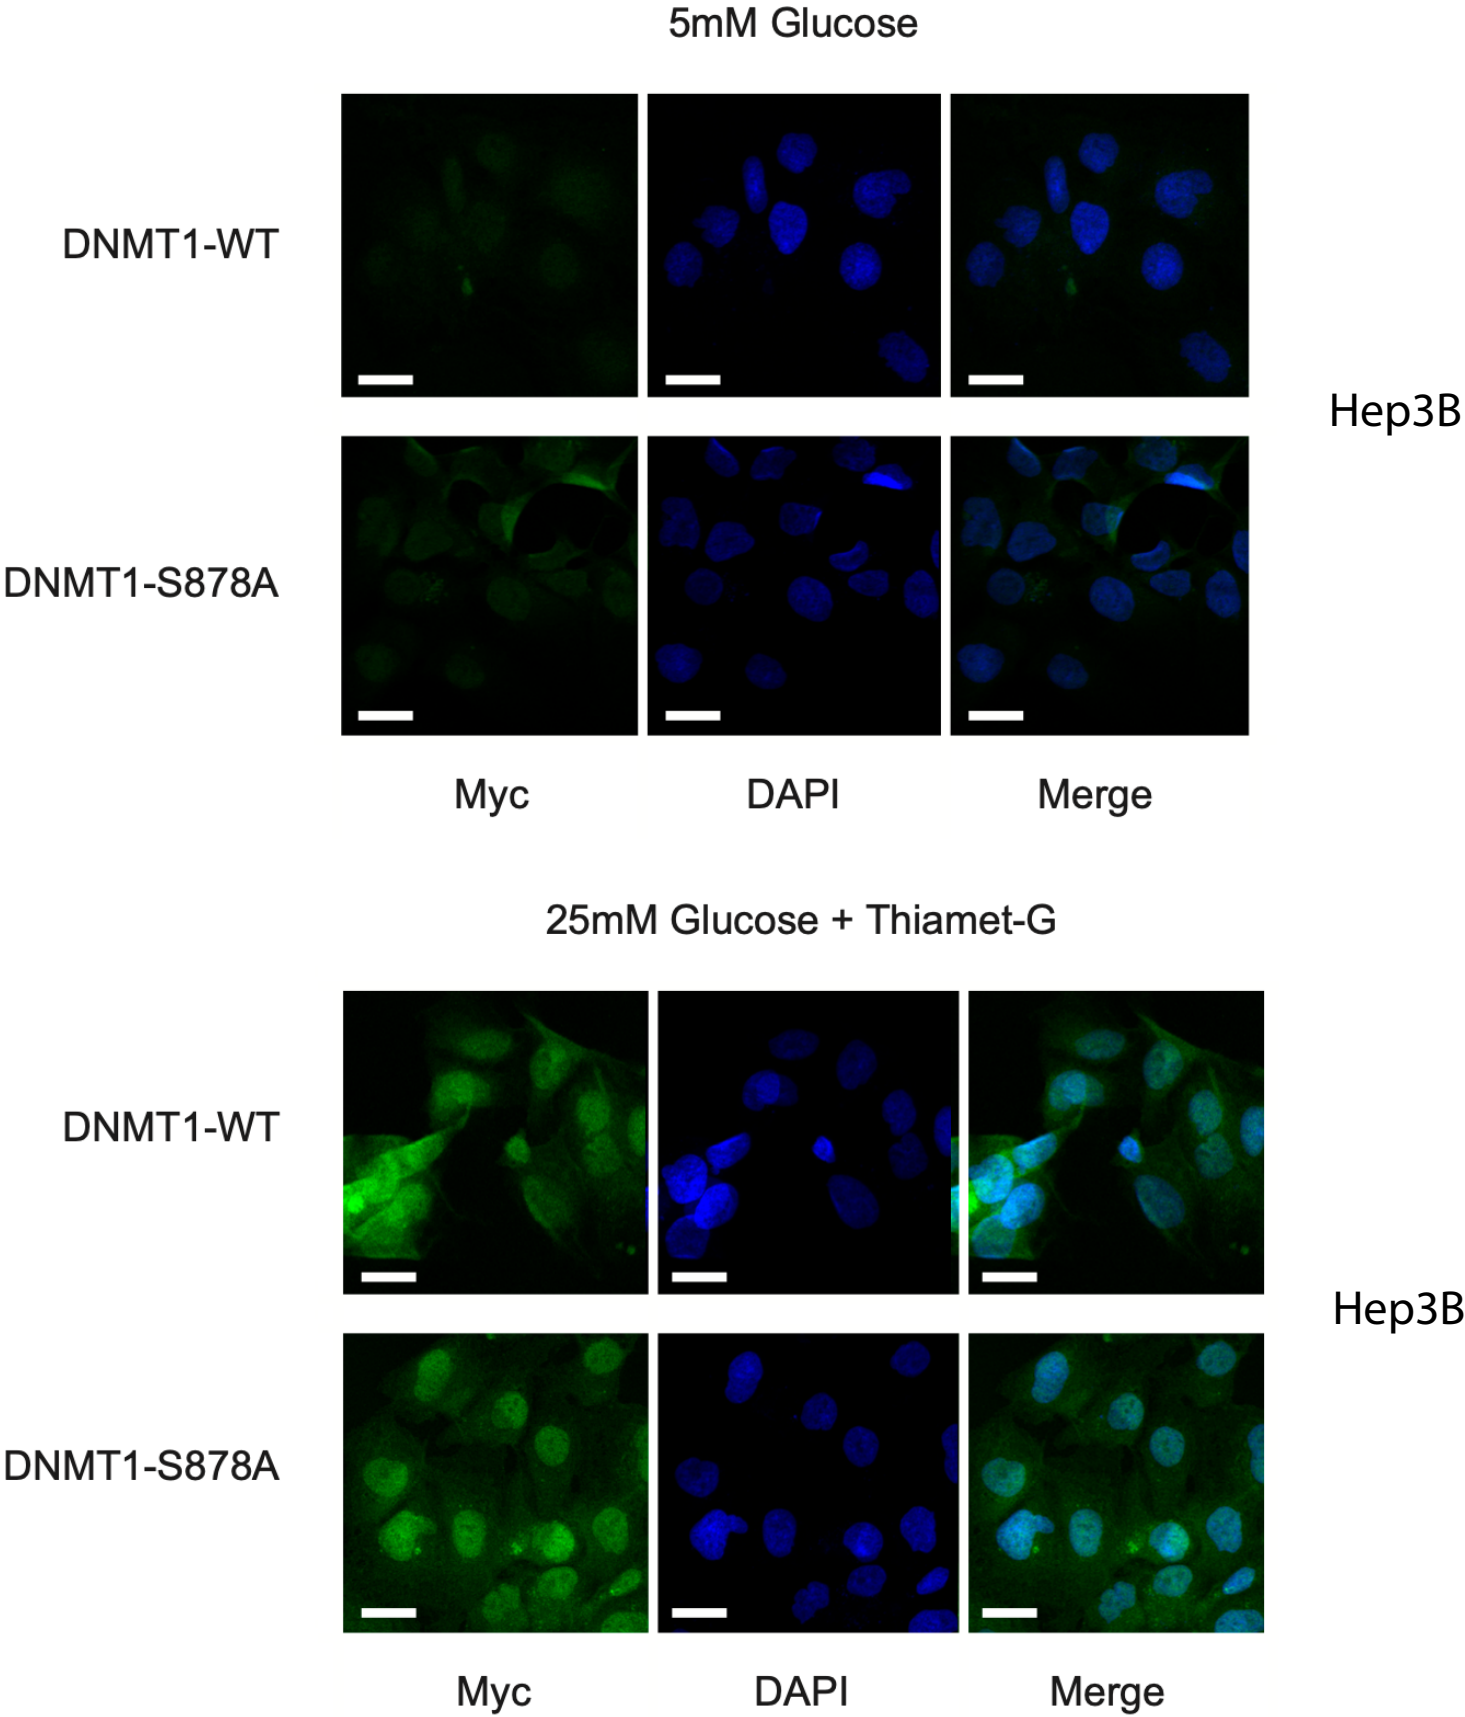 5mM Glucose
DNMT1-WT
Hep3B
DNMT1-S878A
Myc DAPI Merge
25mM Glucose + Thiamet-G
DNMT1-WT
Hep3B
DNMT1-S878A
Myc DAPI Merge